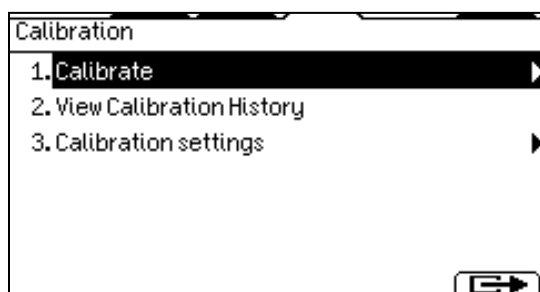 Calibration
1. Calibrate
2. View Calibration History
3. Calibration settings